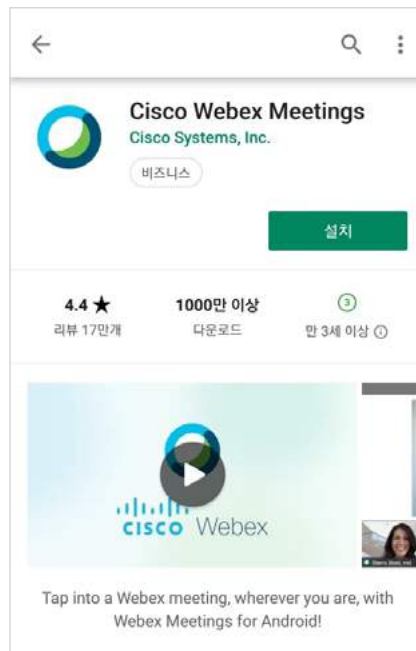 Cisco Webex Meetings
Cisco Systems, Inc.
비즈니스
설치
4.4 ★ 1000만 이상 3
리뷰 17만개 다운로드 만 3세 이상
CISCO Webex
Tap into a Webex meeting, wherever you are, with
Webex Meetings for Android!